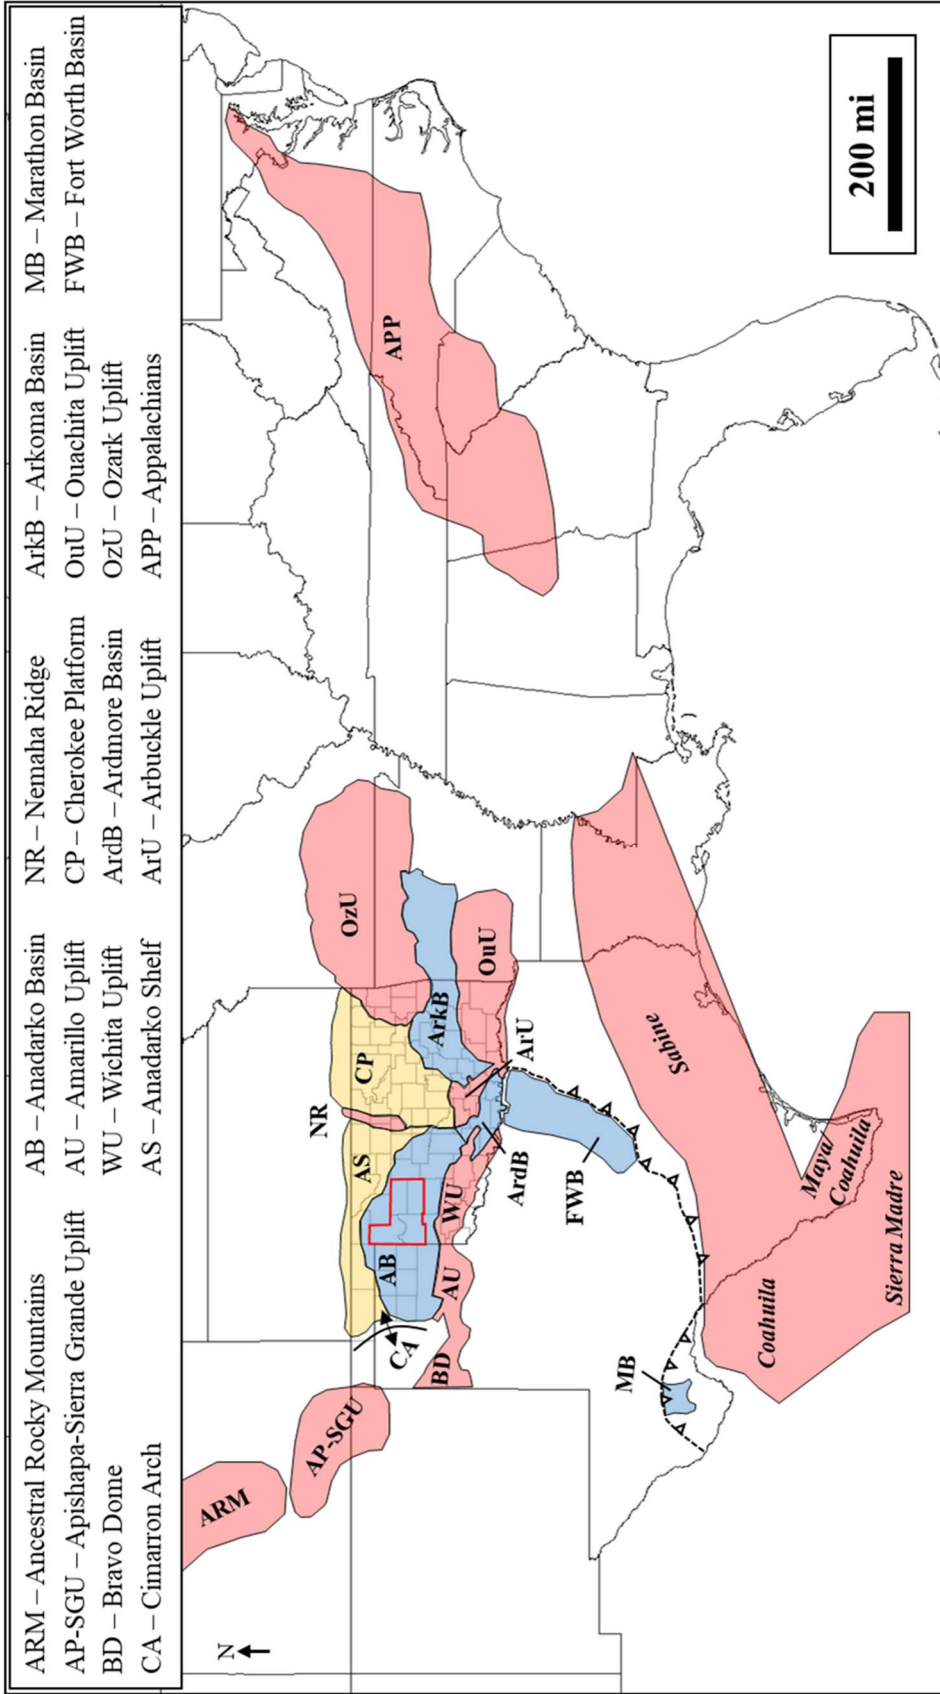 ARM – Ancestral Rocky Mountains
AP-SGU – Apishapa-Sierra Grande Uplift
BD – Bravo Dome
CA – Cimarron Arch
AB – Anadarko Basin
AU – Amarillo Uplift
WU – Wichita Uplift
AS – Anadarko Shelf
NR – Nemaha Ridge
CP – Cherokee Platform
ArdB – Ardmore Basin
ArU – Arbuckle Uplift
ArkB – Arkoma Basin
OuU – Ouachita Uplift
OzU – Ozark Uplift
APP – Appalachians
MB – Marathon Basin
FWB – Fort Worth Basin
N
ARM
AP-SGU
CA
BD
AB
AU
WU
AS
NR
CP
OzU
ArkB
OuU
ArU
ArdB
FWB
MB
APP
Sabine
Maya/
Coahuila
Coahuila
Sierra Madre
200 mi